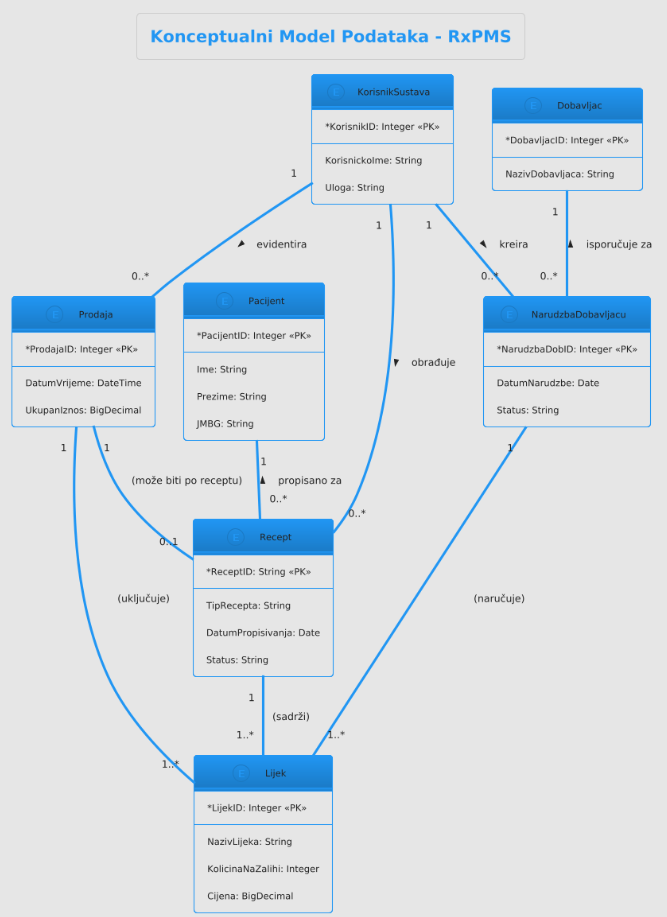 Konceptualni Model Podataka - RxPMS
E KorisnikSustava
*KorisnikID: Integer «PK»
KorisnickoIme: String
Uloga: String
E Dobavljac
*DobavljacID: Integer «PK»
NazivDobavljaca: String
1
evidentira
0..*
1
obrađuje
0..*
1
kreira
0..*
1
isporučuje za
0..*
E Prodaja
*ProdajaID: Integer «PK»
DatumVrijeme: DateTime
UkupanIznos: BigDecimal
E Pacijent
*PacijentID: Integer «PK»
Ime: String
Prezime: String
JMBG: String
E NarudzbaDobavljacu
*NarudzbaDobID: Integer «PK»
DatumNarudzbe: Date
Status: String
1
(uključuje)
1..*
1
(može biti po receptu)
0..1
1
propisano za
0..*
1
(naručuje)
1..*
E Recept
*ReceptID: String «PK»
TipRecepta: String
DatumPropisivanja: Date
Status: String
1
(sadrži)
1..*
E Lijek
*LijekID: Integer «PK»
NazivLijeka: String
KolicinaNaZalihi: Integer
Cijena: BigDecimal